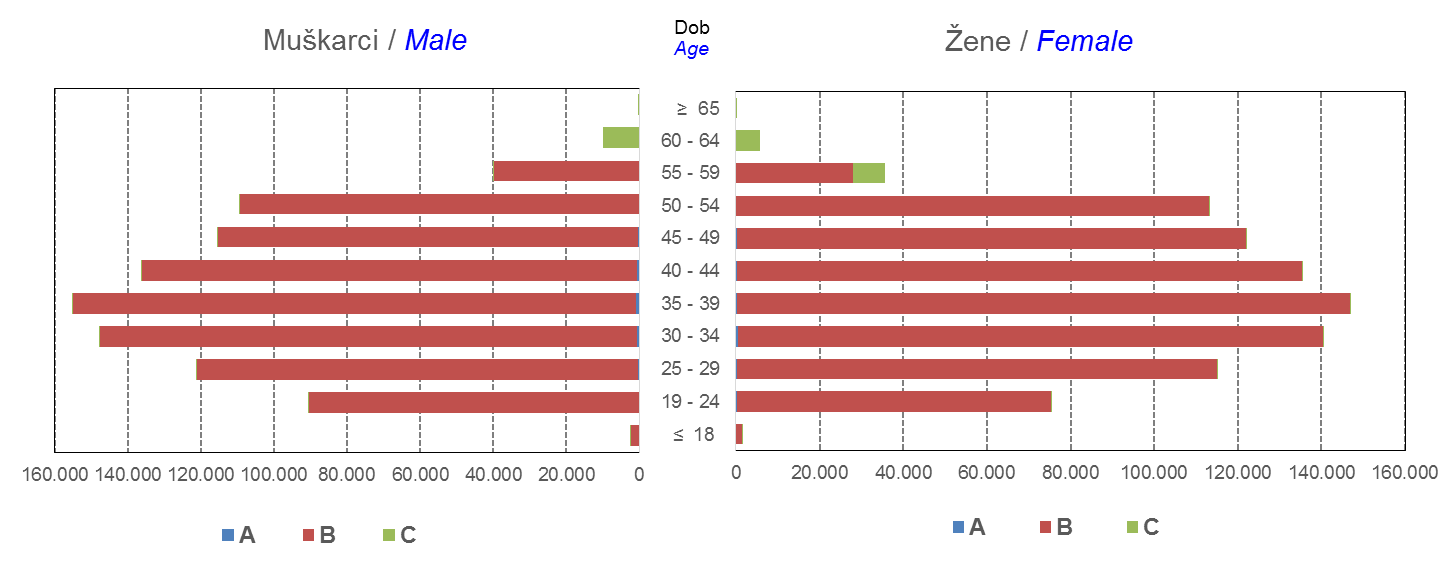 Muškarci / Male
Dob
Age
Žene / Female
≥ 65
60 - 64
55 - 59
50 - 54
45 - 49
40 - 44
35 - 39
30 - 34
25 - 29
19 - 24
≤ 18
160.000 140.000 120.000 100.000 80.000 60.000 40.000 20.000 0
0 20.000 40.000 60.000 80.000 100.000 120.000 140.000 160.000
A B C
A B C